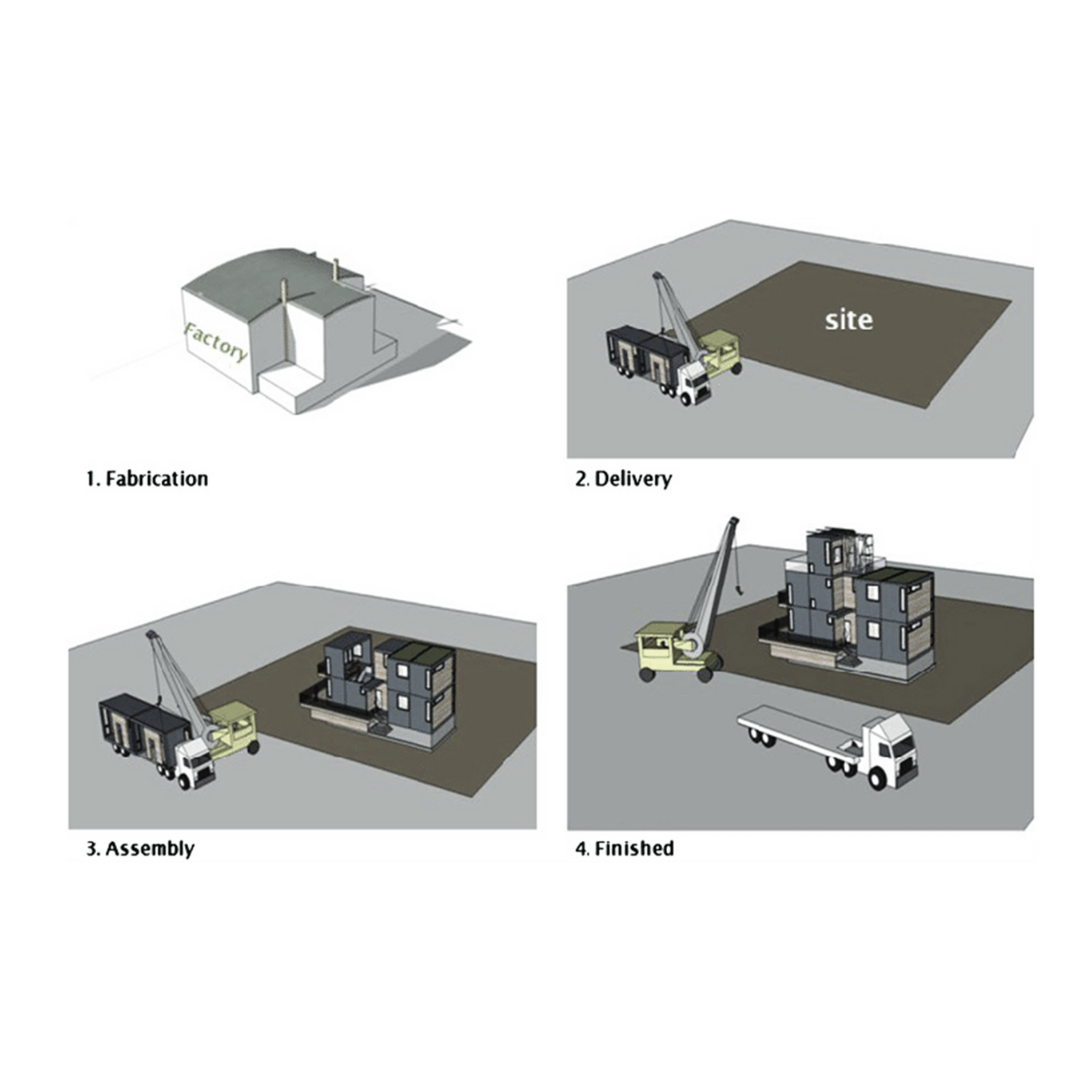 Factory
site
1. Fabrication
2. Delivery
3. Assembly
4. Finished